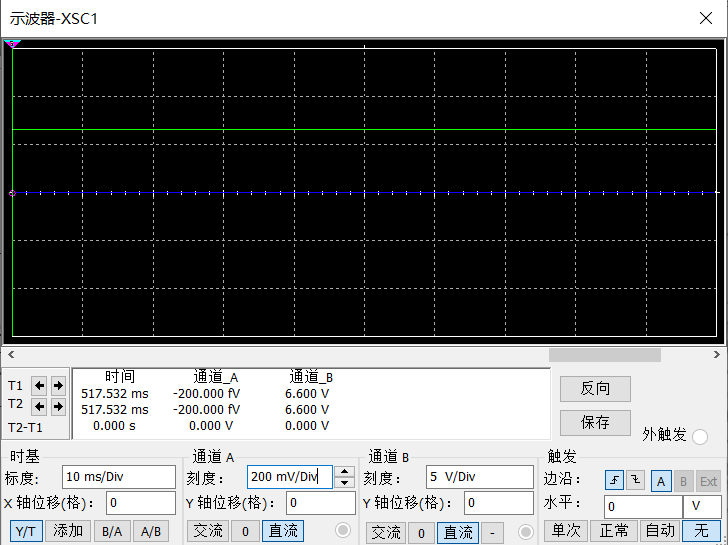 示波器-XSC1
时间 通道_A 通道_B
T1 517.532 ms -200.000 fV 6.600 V
T2 517.532 ms -200.000 fV 6.600 V
T2-T1 0.000 s 0.000 V 0.000 V
反向
保存
外触发
时基 通道 A 通道 B 触发
标度: 10 ms/Div 刻度: 200 mV/Div 刻度: 5 V/Div 边沿: A B Ext
X 轴位移(格): 0 Y 轴位移(格): 0 Y 轴位移(格): 0 水平: 0 V
Y/T 添加 B/A A/B 交流 0 直流 交流 0 直流 - 单次 正常 自动 无